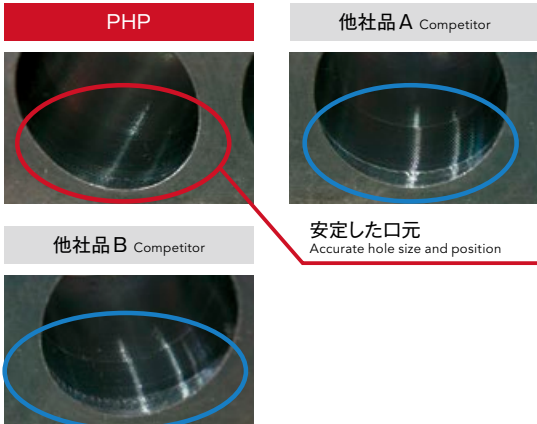 PHP
他社品A Competitor
安定した口元
Accurate hole size and position
他社品B Competitor